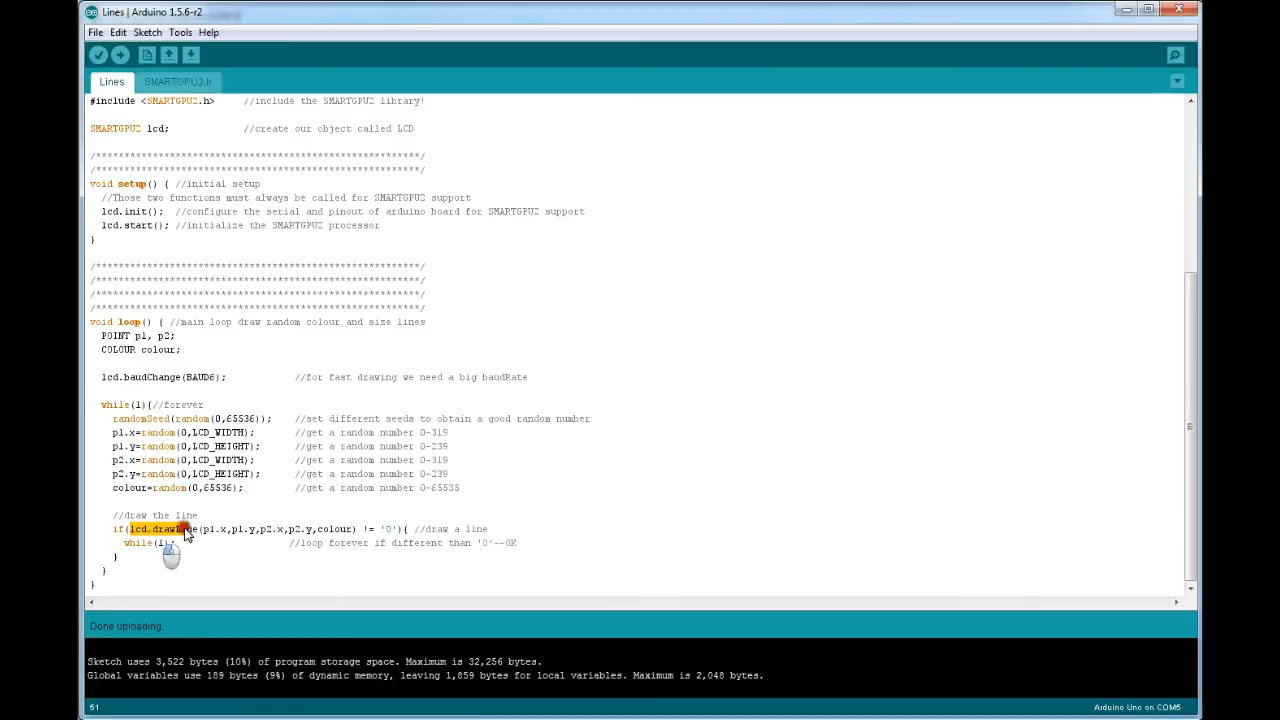 Lines | Arduino 1.5.6-r2
File Edit Sketch Tools Help
Lines SMARTGPU2.h
#include <SMARTGPU2.h> //include the SMARTGPU2 library!
SMARTGPU2 lcd; //create our object called LCD
/**********************************************************/
/**********************************************************/
void setup() { //initial setup
//Those two functions must always be called for SMARTGPU2 support
lcd.init(); //configure the serial and pinout of arduino board for SMARTGPU2 support
lcd.start(); //initialize the SMARTGPU2 processor
}
/**********************************************************/
/**********************************************************/
/**********************************************************/
/**********************************************************/
void loop() { //main loop draw random colour and size lines
POINT p1, p2;
COLOUR colour;
lcd.baudChange(BAUD6); //for fast drawing we need a big baudRate
while(1){//forever
randomSeed(random(0,65536)); //set different seeds to obtain a good random number
p1.x=random(0,LCD_WIDTH); //get a random number 0-319
p1.y=random(0,LCD_HEIGHT); //get a random number 0-239
p2.x=random(0,LCD_WIDTH); //get a random number 0-319
p2.y=random(0,LCD_HEIGHT); //get a random number 0-239
colour=random(0,65536); //get a random number 0-65535
//draw the line
if(lcd.drawLine(p1.x,p1.y,p2.x,p2.y,colour) != 'O'){ //draw a line
while(1); //loop forever if different than 'O'--OK
}
}
}
Done uploading.
Sketch uses 3,522 bytes (10%) of program storage space. Maximum is 32,256 bytes.
Global variables use 189 bytes (9%) of dynamic memory, leaving 1,859 bytes for local variables. Maximum is 2,048 bytes.
51 Arduino Uno on COM5